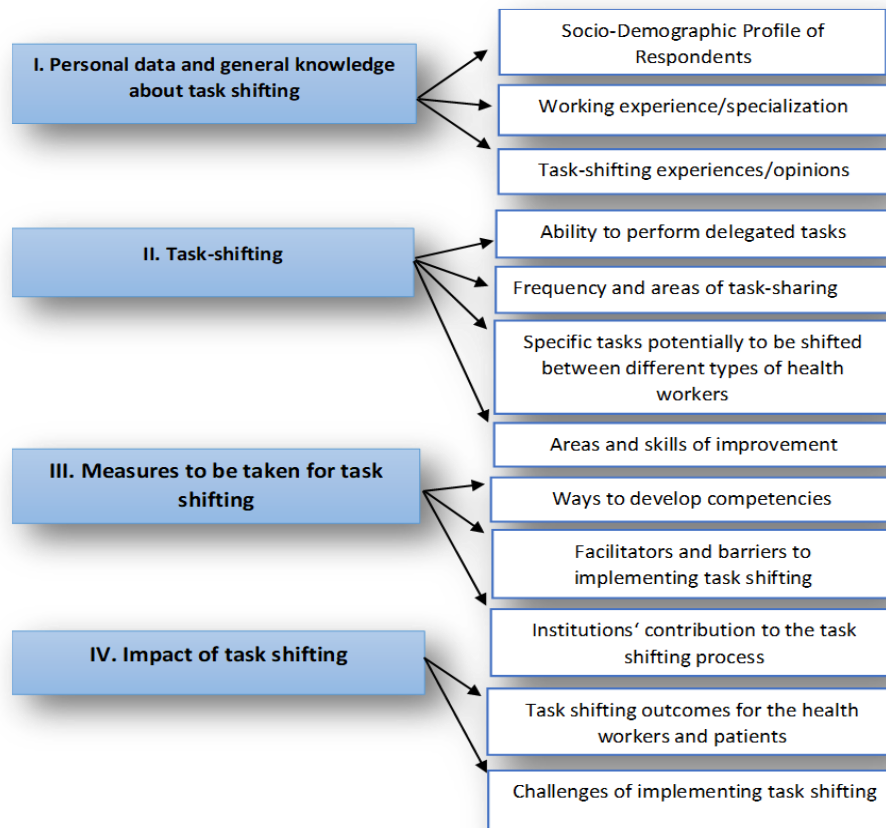 I. Personal data and general knowledge
about task shifting
Socio-Demographic Profile of
Respondents
Working experience/specialization
Task-shifting experiences/opinions
II. Task-shifting
Ability to perform delegated tasks
Frequency and areas of task-sharing
Specific tasks potentially to be shifted
between different types of health
workers
Areas and skills of improvement
III. Measures to be taken for task
shifting
Ways to develop competencies
Facilitators and barriers to
implementing task shifting
Institutions‘ contribution to the task
shifting process
IV. Impact of task shifting
Task shifting outcomes for the health
workers and patients
Challenges of implementing task shifting